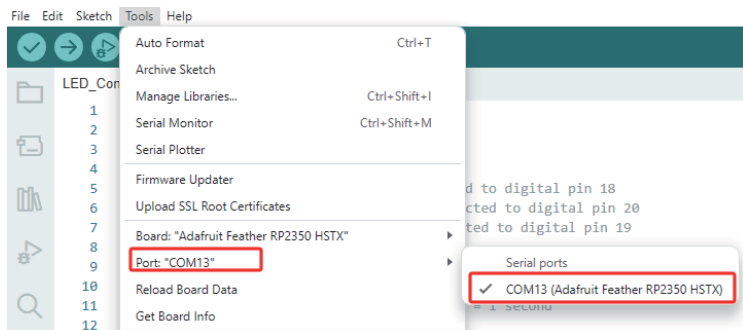 File Edit Sketch Tools Help
Auto Format Ctrl+T
Archive Sketch
Manage Libraries... Ctrl+Shift+I
Serial Monitor Ctrl+Shift+M
Serial Plotter
Firmware Updater
Upload SSL Root Certificates
Board: "Adafruit Feather RP2350 HSTX"
Port: "COM13"
Reload Board Data
Get Board Info
Serial ports
COM13 (Adafruit Feather RP2350 HSTX)
LED_Con
1
2
3
4
5 d to digital pin 18
6 cted to digital pin 20
7 ted to digital pin 19
8
9
10
11 = 1 second
12